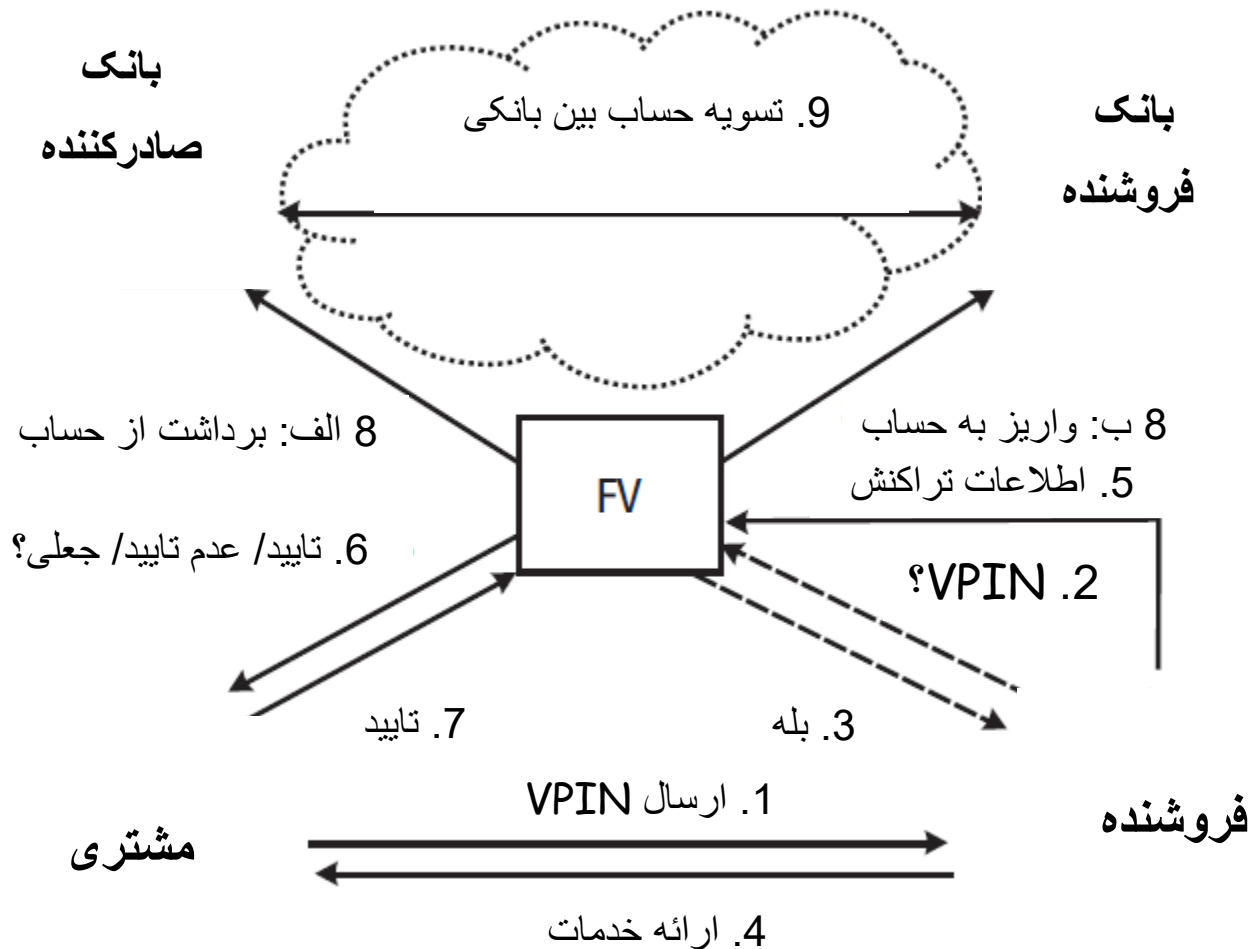 بانک
صادرکننده
9. تسویه حساب بین بانکی
بانک
فروشنده
8 الف: برداشت از حساب
FV
8 ب: واریز به حساب
5. اطلاعات تراکنش
6. تایید/ عدم تایید/ جعلی؟
2. VPIN؟
7. تایید
3. بله
1. ارسال VPIN
مشتری
فروشنده
4. ارائه خدمات